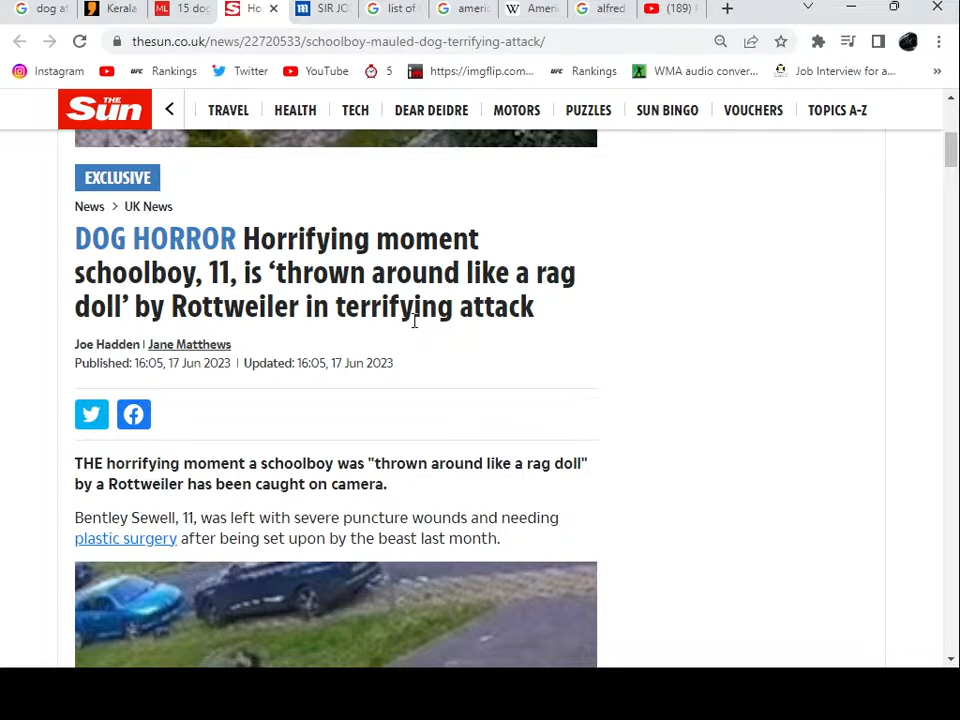 dog a
Kerala
15 dog
Ho
SIR JO
list of
americ
Ameri
alfred
(189)
thesun.co.uk/news/22720533/schoolboy-mauled-dog-terrifying-attack/
Instagram
Rankings
Twitter
YouTube
5
https://imgflip.com...
Rankings
WMA audio conver...
Job Interview for a...
THE Sun
TRAVEL
HEALTH
TECH
DEAR DEIDRE
MOTORS
PUZZLES
SUN BINGO
VOUCHERS
TOPICS A-Z
EXCLUSIVE
News > UK News
DOG HORROR Horrifying moment
schoolboy, 11, is ‘thrown around like a rag
doll’ by Rottweiler in terrifying attack
Joe Hadden | Jane Matthews
Published: 16:05, 17 Jun 2023 | Updated: 16:05, 17 Jun 2023
THE horrifying moment a schoolboy was "thrown around like a rag doll"
by a Rottweiler has been caught on camera.
Bentley Sewell, 11, was left with severe puncture wounds and needing
plastic surgery after being set upon by the beast last month.